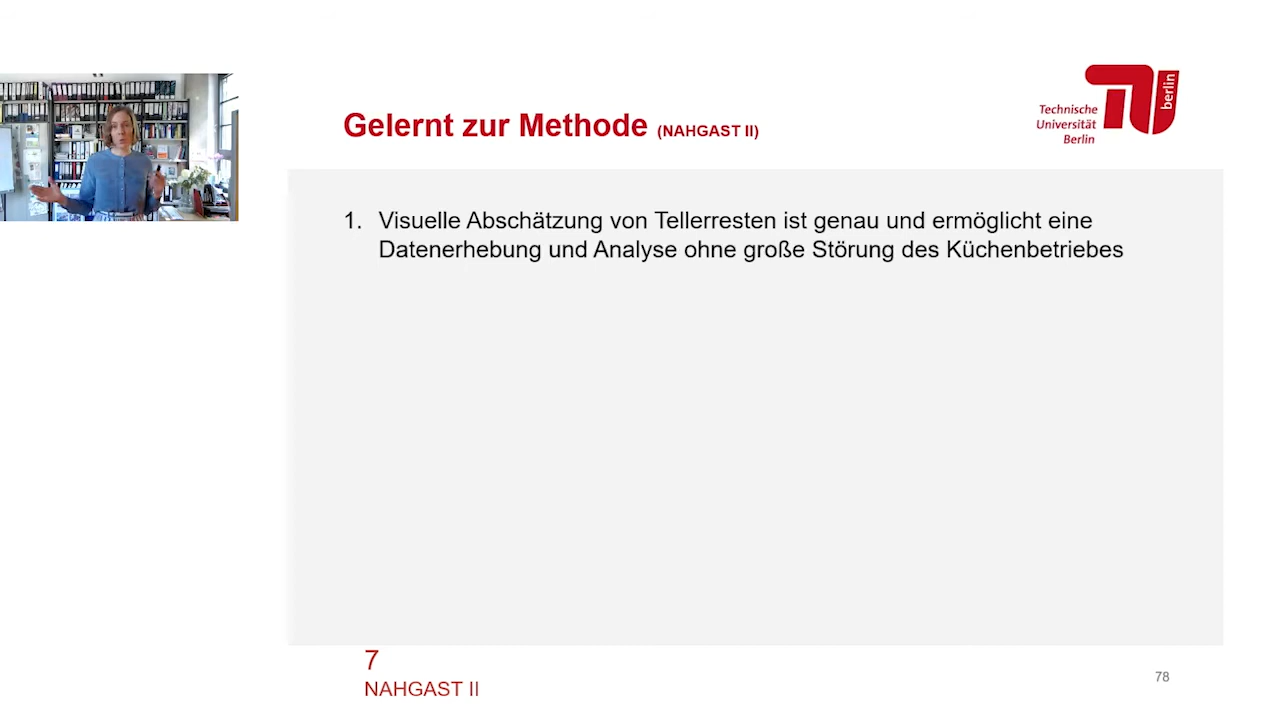 Gelernt zur Methode (NAHGAST II)
Technische
Universität
Berlin
berlin
1. Visuelle Abschätzung von Tellerresten ist genau und ermöglicht eine
Datenerhebung und Analyse ohne große Störung des Küchenbetriebes
7
NAHGAST II
78